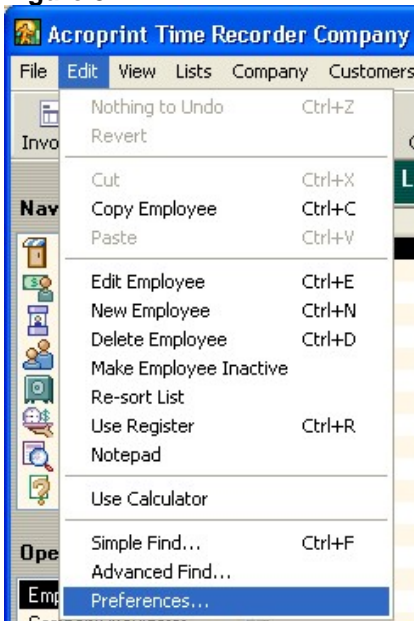 Acroprint Time Recorder Company
File Edit View Lists Company Customers
Nothing to Undo Ctrl+Z
Revert
Invo
Cut Ctrl+X
L
Nav
Copy Employee Ctrl+C
Paste Ctrl+V
Edit Employee Ctrl+E
New Employee Ctrl+N
Delete Employee Ctrl+D
Make Employee Inactive
Re-sort List
Use Register Ctrl+R
Notepad
Use Calculator
Simple Find... Ctrl+F
Ope
Advanced Find...
Emp
Preferences...